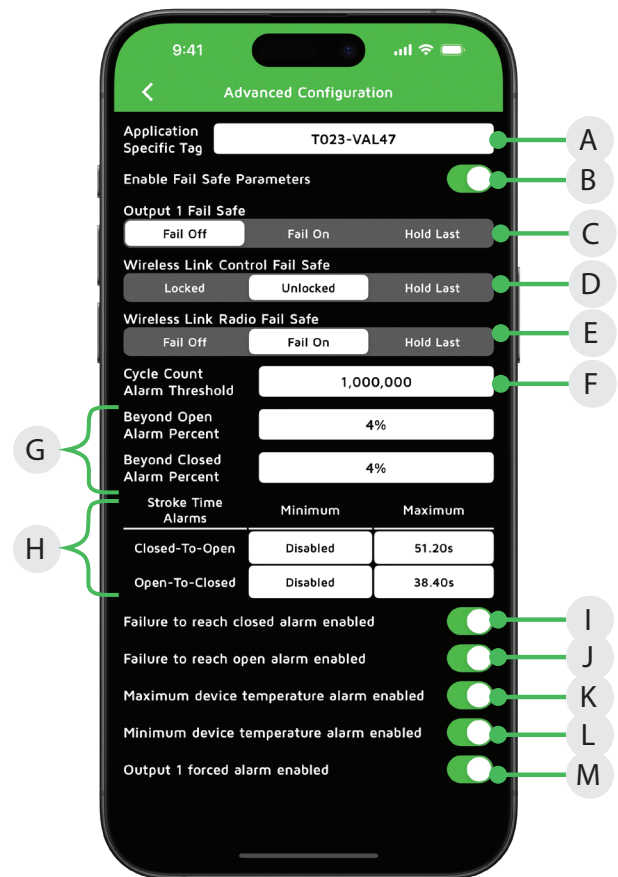 9:41
Advanced Configuration
Application
Specific Tag
T023-VAL47
A
Enable Fail Safe Parameters
B
Output 1 Fail Safe
Fail Off Fail On Hold Last
C
Wireless Link Control Fail Safe
Locked Unlocked Hold Last
D
Wireless Link Radio Fail Safe
Fail Off Fail On Hold Last
E
Cycle Count
Alarm Threshold
1,000,000
F
G
Beyond Open
Alarm Percent
4%
Beyond Closed
Alarm Percent
4%
H
Stroke Time
Alarms
Minimum Maximum
Closed-To-Open Disabled 51.20s
Open-To-Closed Disabled 38.40s
Failure to reach closed alarm enabled
I
Failure to reach open alarm enabled
J
Maximum device temperature alarm enabled
K
Minimum device temperature alarm enabled
L
Output 1 forced alarm enabled
M